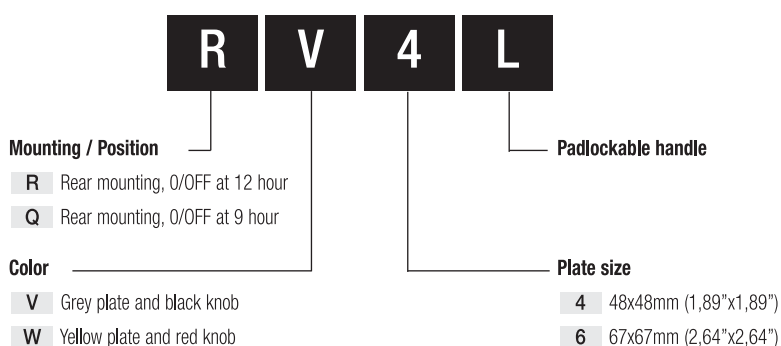 R V 4 L
Mounting / Position
R Rear mounting, 0/OFF at 12 hour
Q Rear mounting, 0/OFF at 9 hour
Color
V Grey plate and black knob
W Yellow plate and red knob
Padlockable handle
Plate size
4 48x48mm (1,89”x1,89”)
6 67x67mm (2,64”x2,64”)